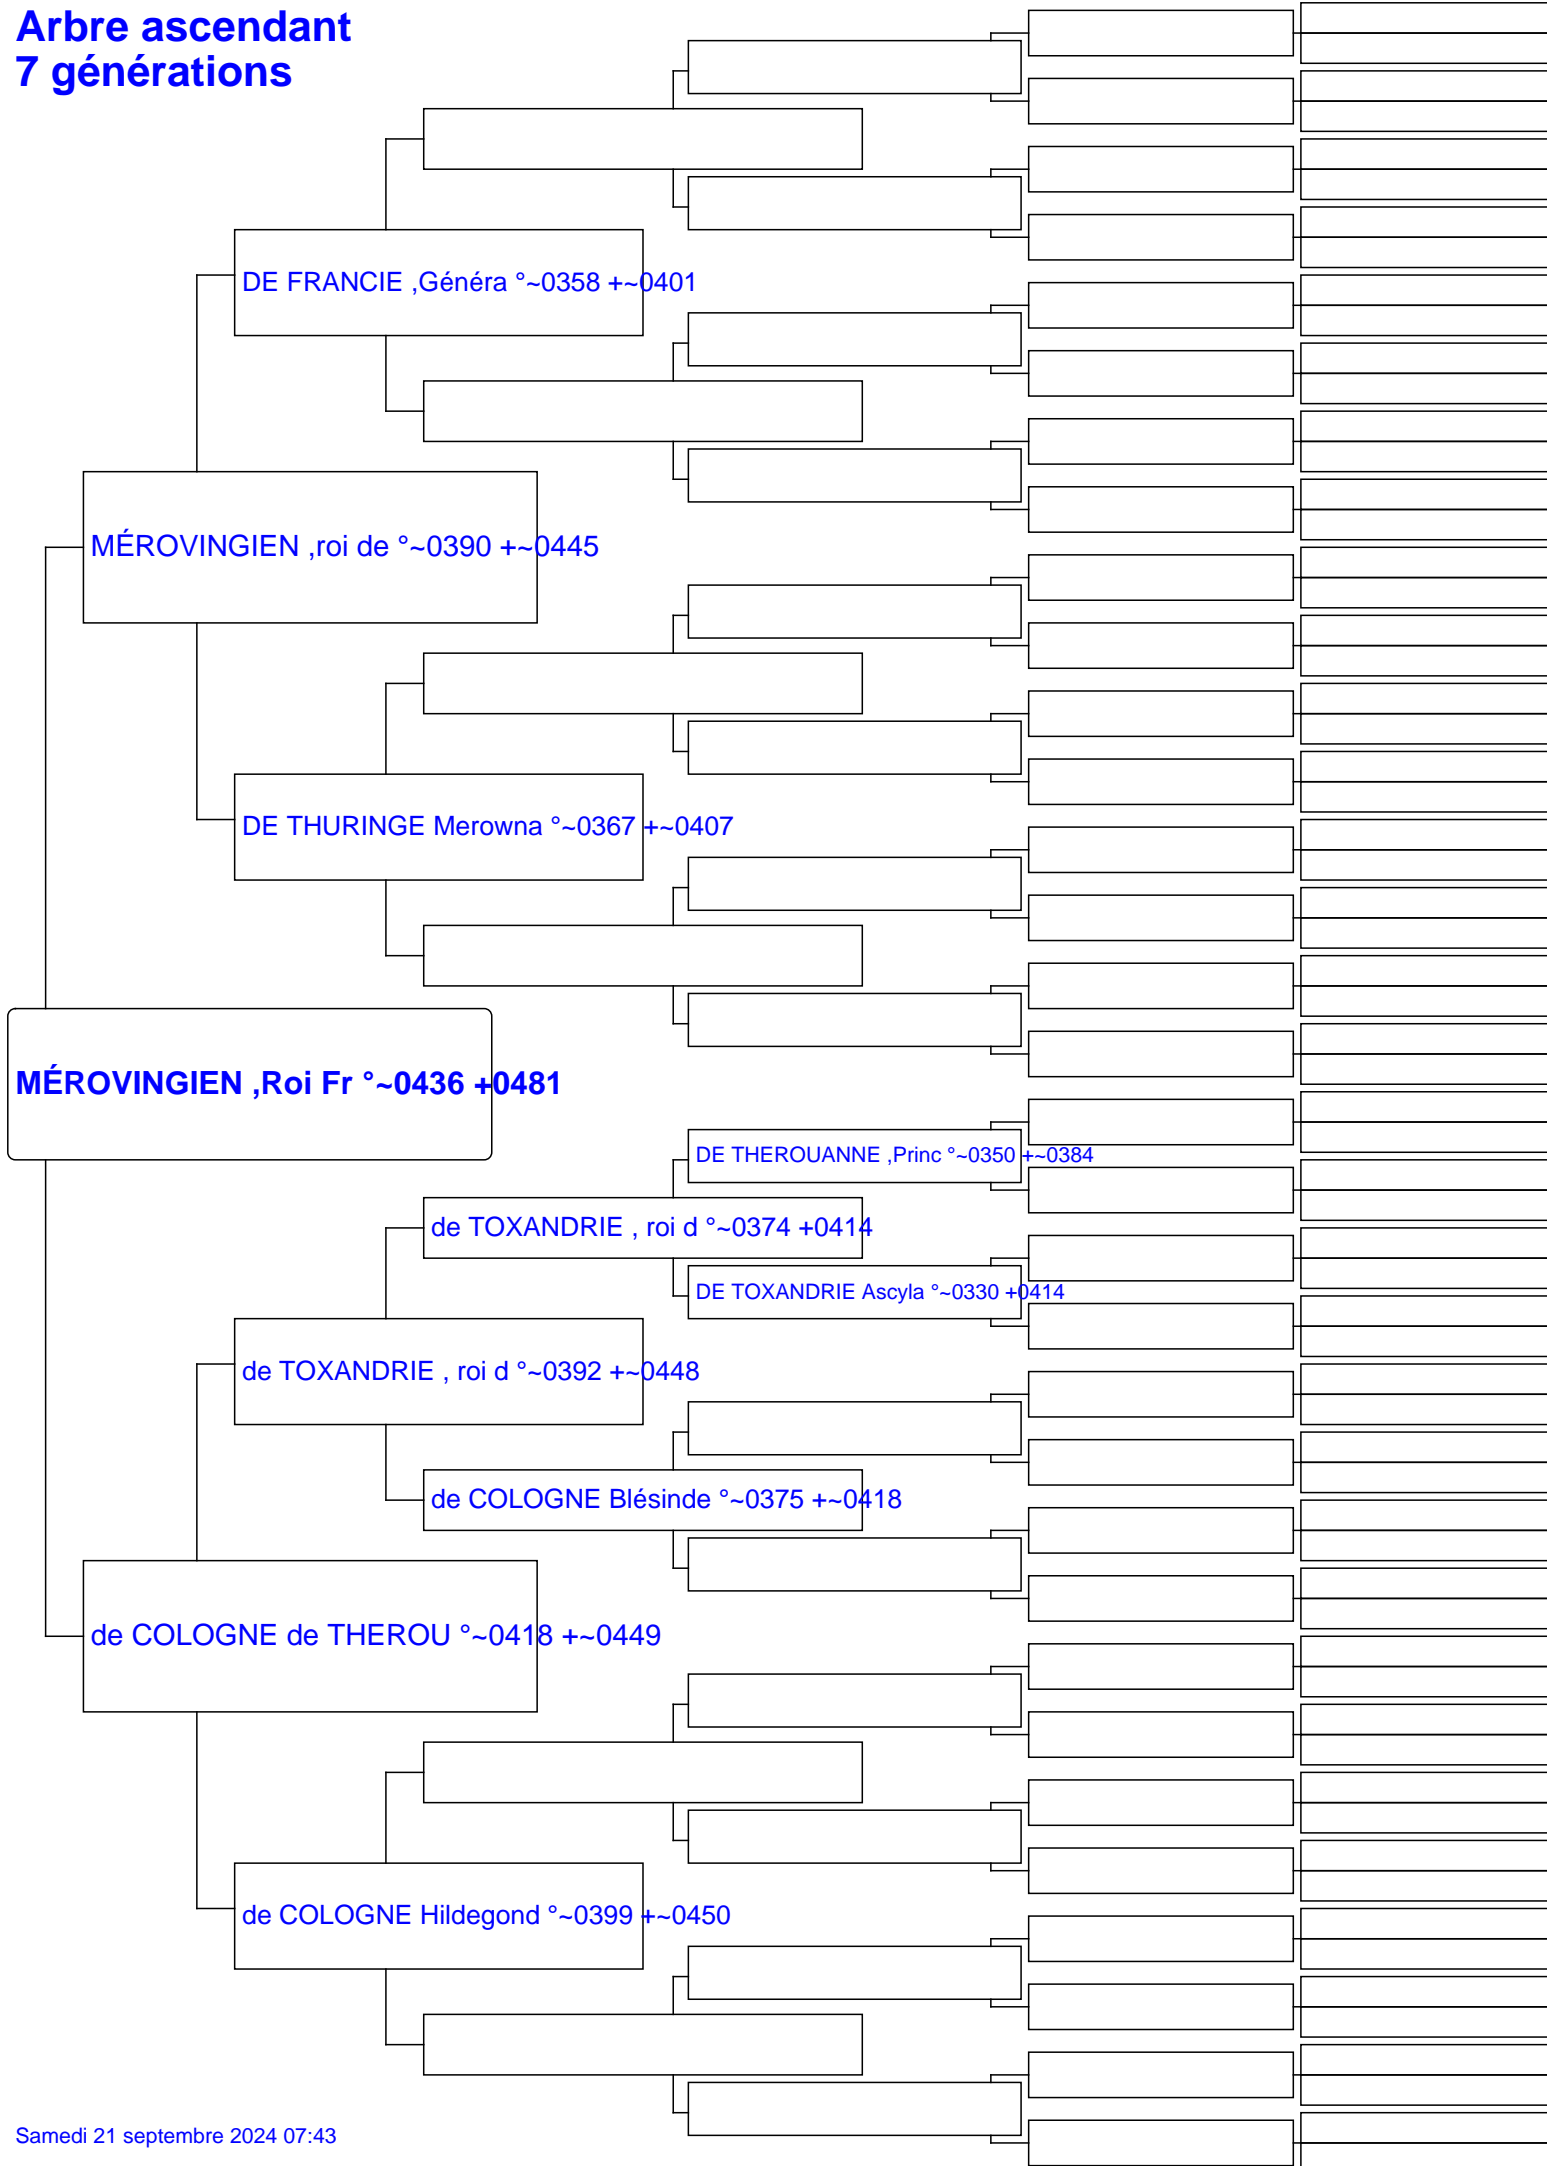 Arbre ascendant
7 générations
DE FRANCIE ,Généra °~0358 +~0401
MÉROVINGIEN ,roi de °~0390 +~0445
DE THURINGE Merowna °~0367 +~0407
MÉROVINGIEN ,Roi Fr °~0436 +0481
DE THEROUANNE ,Princ °~0350 +~0384
de TOXANDRIE , roi d °~0374 +0414
DE TOXANDRIE Ascyla °~0330 +0414
de TOXANDRIE , roi d °~0392 +~0448
de COLOGNE Blésinde °~0375 +~0418
de COLOGNE de THEROU °~0418 +~0449
de COLOGNE Hildegond °~0399 +~0450
Samedi 21 septembre 2024 07:43